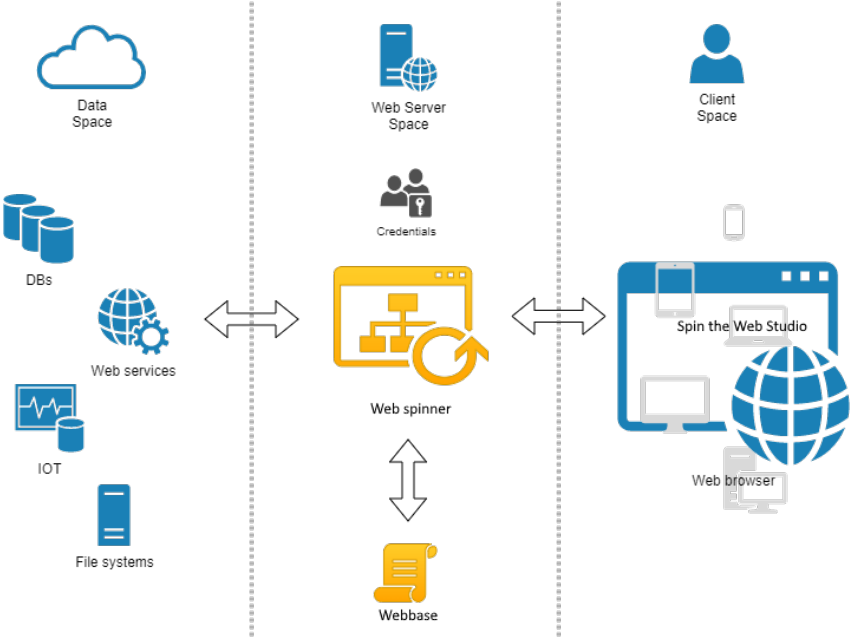 Data
Space
Web Server
Space
Client
Space
Credentials
DBs
Web services
Spin the Web Studio
Web spinner
IOT
Web browser
File systems
Webbase